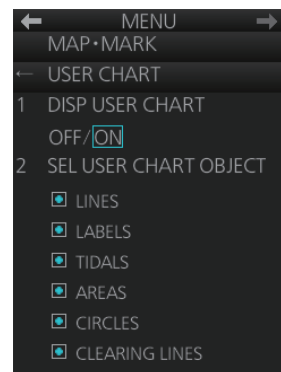 ← MENU →
MAP•MARK
← USER CHART
1 DISP USER CHART
OFF/ON
2 SEL USER CHART OBJECT
LINES
LABELS
TIDALS
AREAS
CIRCLES
CLEARING LINES